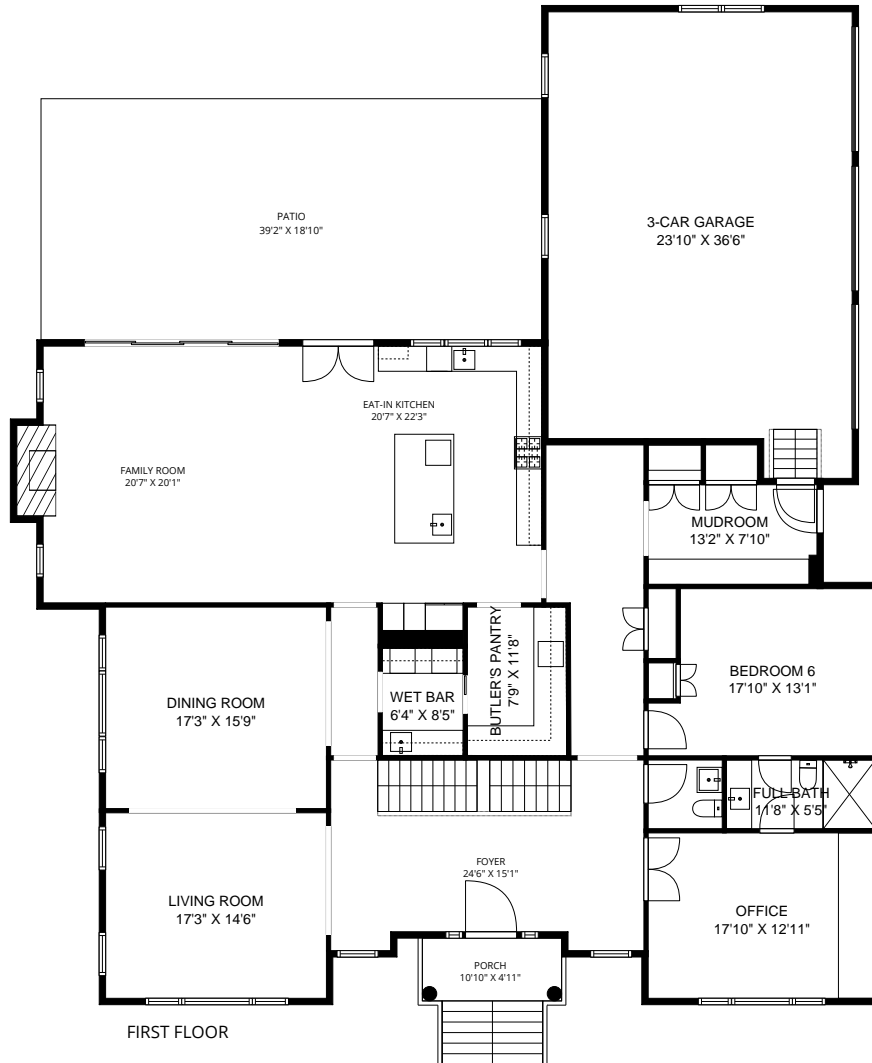 PATIO
39'2" X 18'10"
3-CAR GARAGE
23'10" X 36'6"
EAT-IN KITCHEN
20'7" X 22'3"
FAMILY ROOM
20'7" X 20'1"
MUDROOM
13'2" X 7'10"
BUTLER'S PANTRY
7'9" X 11'8"
BEDROOM 6
17'10" X 13'1"
DINING ROOM
17'3" X 15'9"
WET BAR
6'4" X 8'5"
FULL BATH
11'8" X 5'5"
FOYER
24'6" X 15'1"
LIVING ROOM
17'3" X 14'6"
OFFICE
17'10" X 12'11"
PORCH
10'10" X 4'11"
FIRST FLOOR